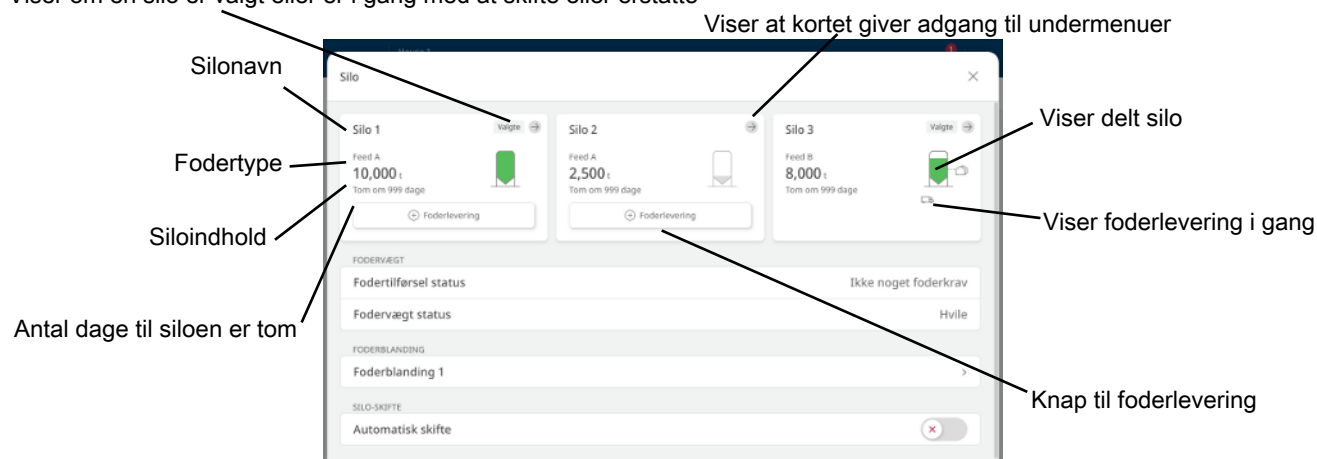 Viser om en silo er valgt eller er i gang med at skifte eller erstatte
Viser at kortet giver adgang til undermenuer
Silonavn
Fodertype
Siloindhold
Antal dage til siloen er tom
Viser delt silo
Viser foderlevering i gang
Knap til foderlevering
House 1
1
Silo
Silo 1
Valgte
Feed A
10,000 t
Tom om 999 dage
Foderlevering
Silo 2
Feed A
2,500 t
Tom om 999 dage
Foderlevering
Silo 3
Valgte
Feed B
8,000 t
Tom om 999 dage
FODERVÆGT
Fodertilførsel status
Ikke noget foderkrav
Fodervægt status
Hvile
FODERBLANDING
Foderblanding 1
SILO-SKIFTE
Automatisk skifte